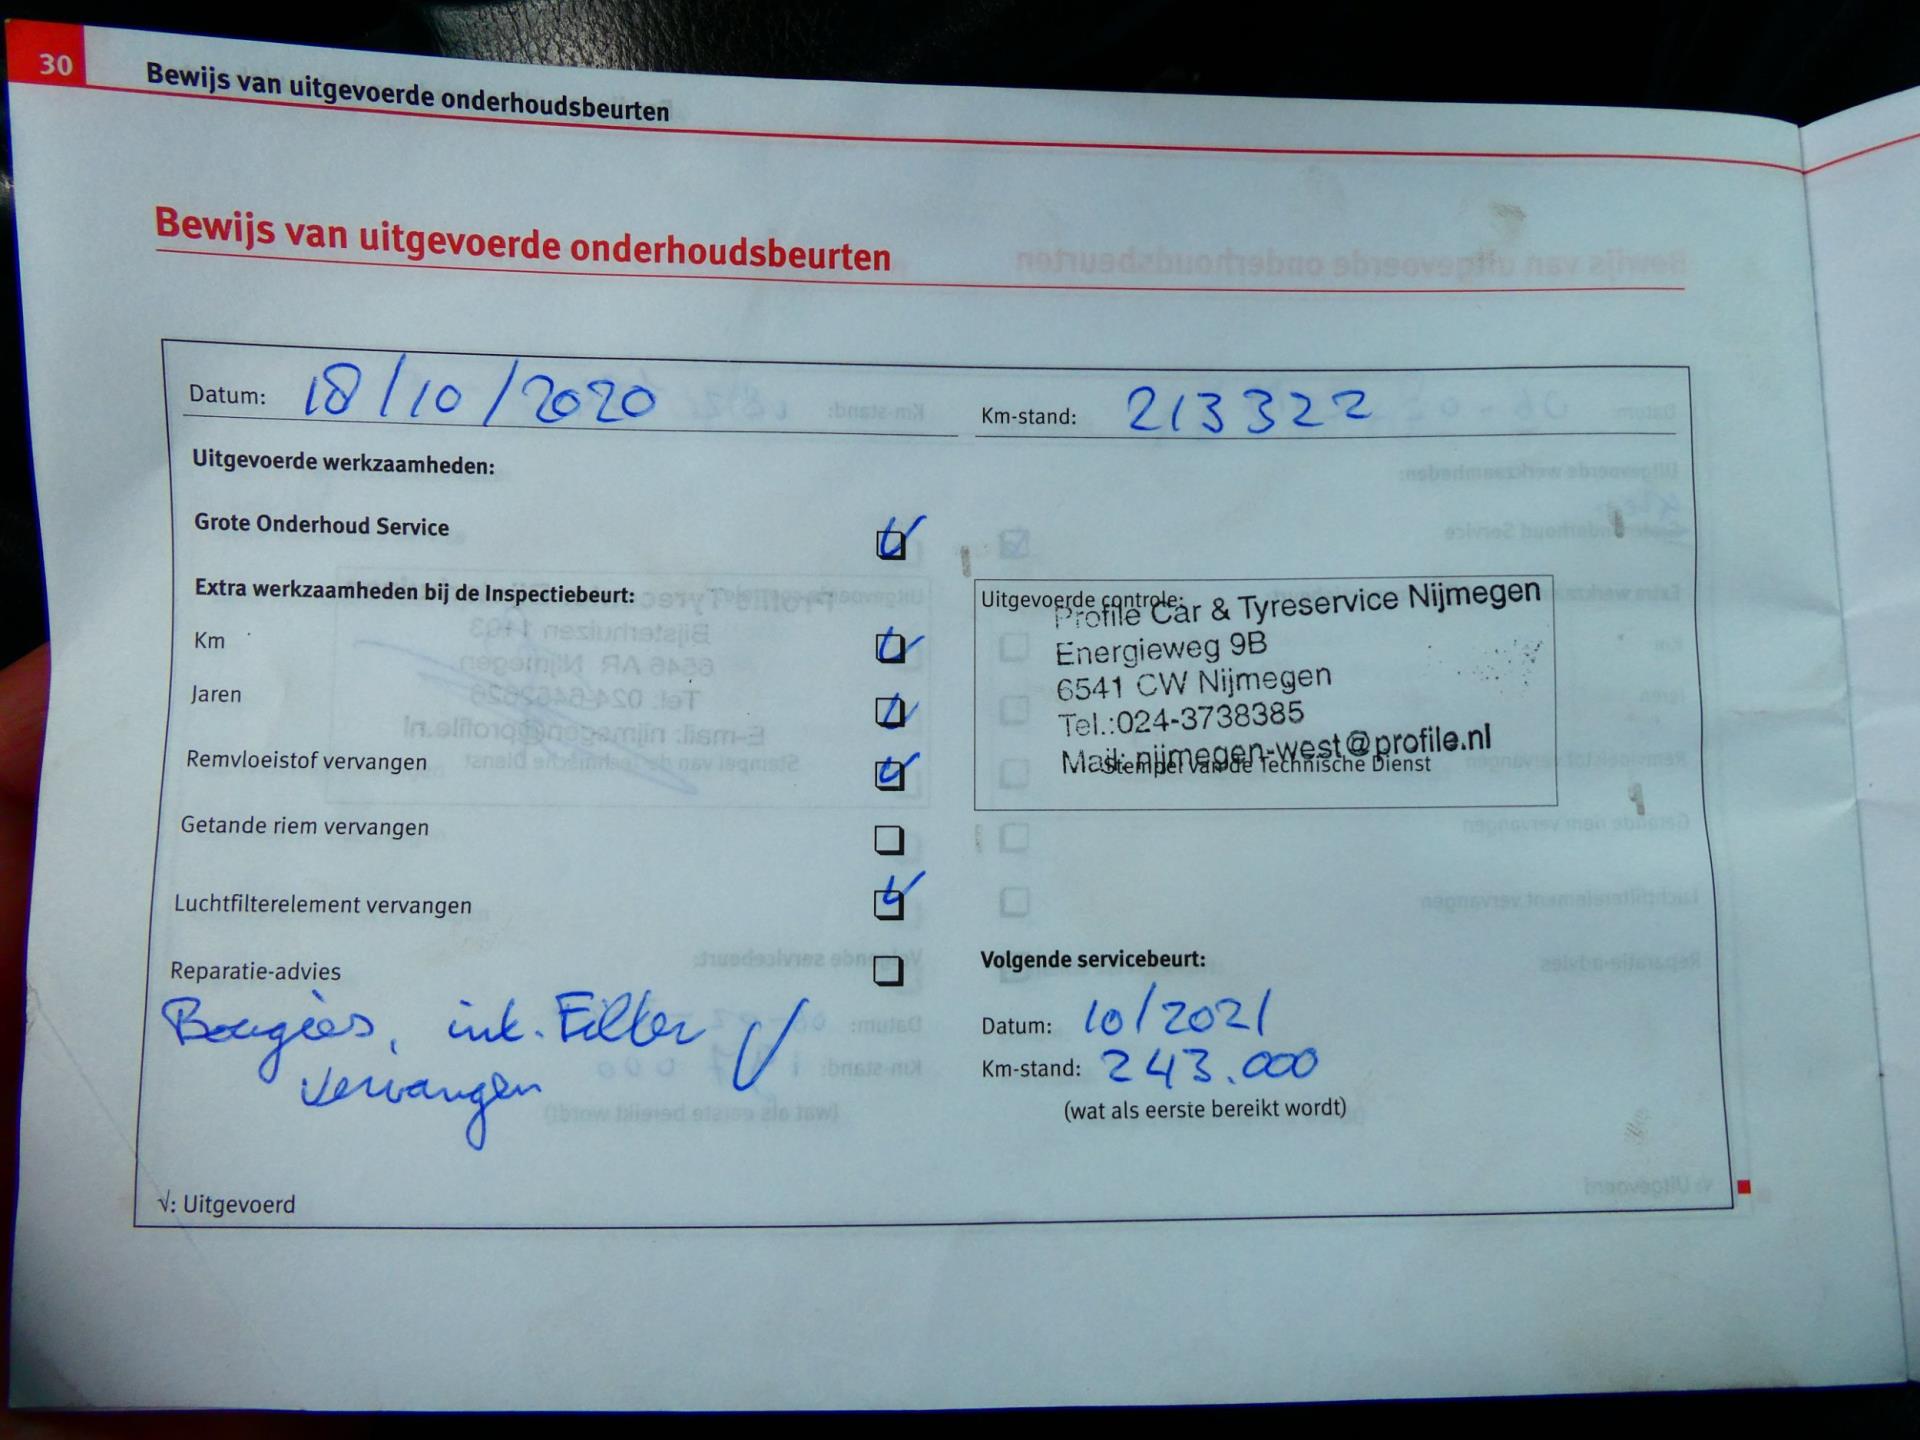 30
Bewijs van uitgevoerde onderhoudsbeurten
Bewijs van uitgevoerde onderhoudsbeurten
Datum: 18/10/2020
Km-stand: 213322
Uitgevoerde werkzaamheden:
Grote Onderhoud Service
Extra werkzaamheden bij de Inspectiebeurt:
Km
Jaren
Remvloeistof vervangen
Getande riem vervangen
Luchtfilterelement vervangen
Reparatie-advies
Bougies, int. Filter
vervangen
√: Uitgevoerd
Uitgevoerde controle:
Profile Car & Tyreservice Nijmegen
Energieweg 9B
6541 CW Nijmegen
Tel.:024-3738385
Mail: nijmegen-west@profile.nl
Stempel van de Technische Dienst
Volgende servicebeurt:
Datum: 10/2021
Km-stand: 243.000
(wat als eerste bereikt wordt)